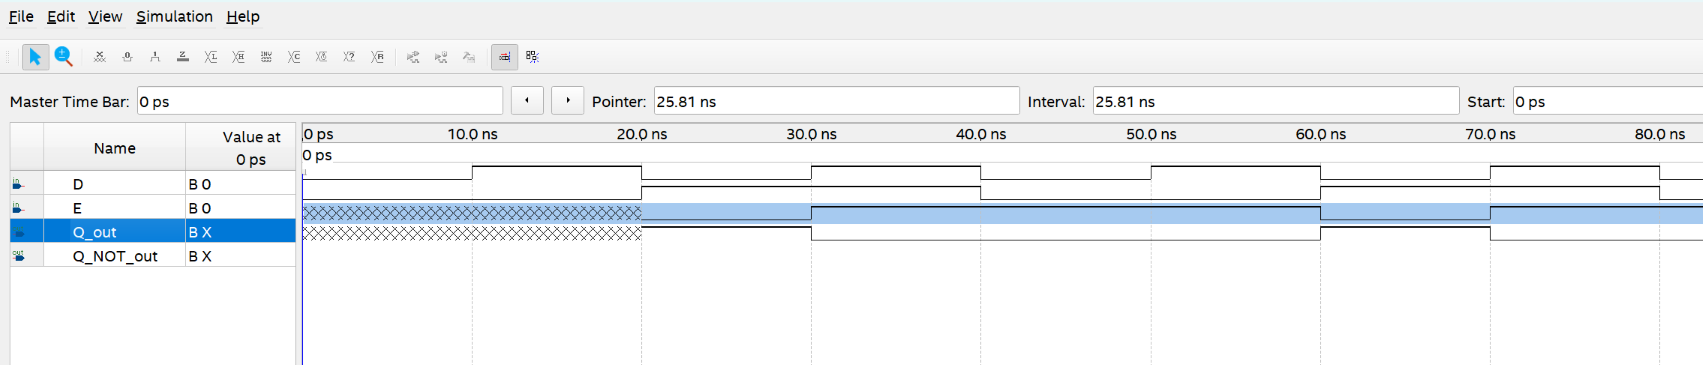 File Edit View Simulation Help
Master Time Bar: 0 ps Pointer: 25.81 ns Interval: 25.81 ns Start: 0 ps
Name Value at 0 ps
0 ps 10.0 ns 20.0 ns 30.0 ns 40.0 ns 50.0 ns 60.0 ns 70.0 ns 80.0 ns
0 ps
D B 0
E B 0
Q_out B X
Q_NOT_out B X